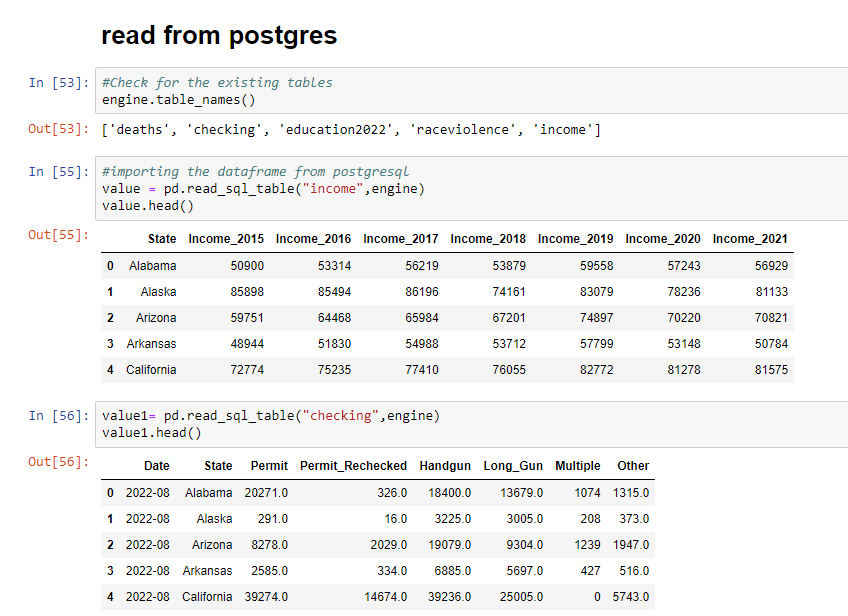 read from postgres
In [53]: #Check for the existing tables
engine.table_names()
Out[53]: ['deaths', 'checking', 'education2022', 'raceviolence', 'income']
In [55]: #importing the dataframe from postgresql
value = pd.read_sql_table("income",engine)
value.head()
Out[55]: State Income_2015 Income_2016 Income_2017 Income_2018 Income_2019 Income_2020 Income_2021
0 Alabama 50900 53314 56219 53879 59558 57243 56929
1 Alaska 85898 85494 86196 74161 83079 78236 81133
2 Arizona 59751 64468 65984 67201 74897 70220 70821
3 Arkansas 48944 51830 54988 53712 57799 53148 50784
4 California 72774 75235 77410 76055 82772 81278 81575
In [56]: value1= pd.read_sql_table("checking",engine)
value1.head()
Out[56]: Date State Permit Permit_Rechecked Handgun Long_Gun Multiple Other
0 2022-08 Alabama 20271.0 326.0 18400.0 13679.0 1074 1315.0
1 2022-08 Alaska 291.0 16.0 3225.0 3005.0 208 373.0
2 2022-08 Arizona 8278.0 2029.0 19079.0 9304.0 1239 1947.0
3 2022-08 Arkansas 2585.0 334.0 6885.0 5697.0 427 516.0
4 2022-08 California 39274.0 14674.0 39236.0 25005.0 0 5743.0